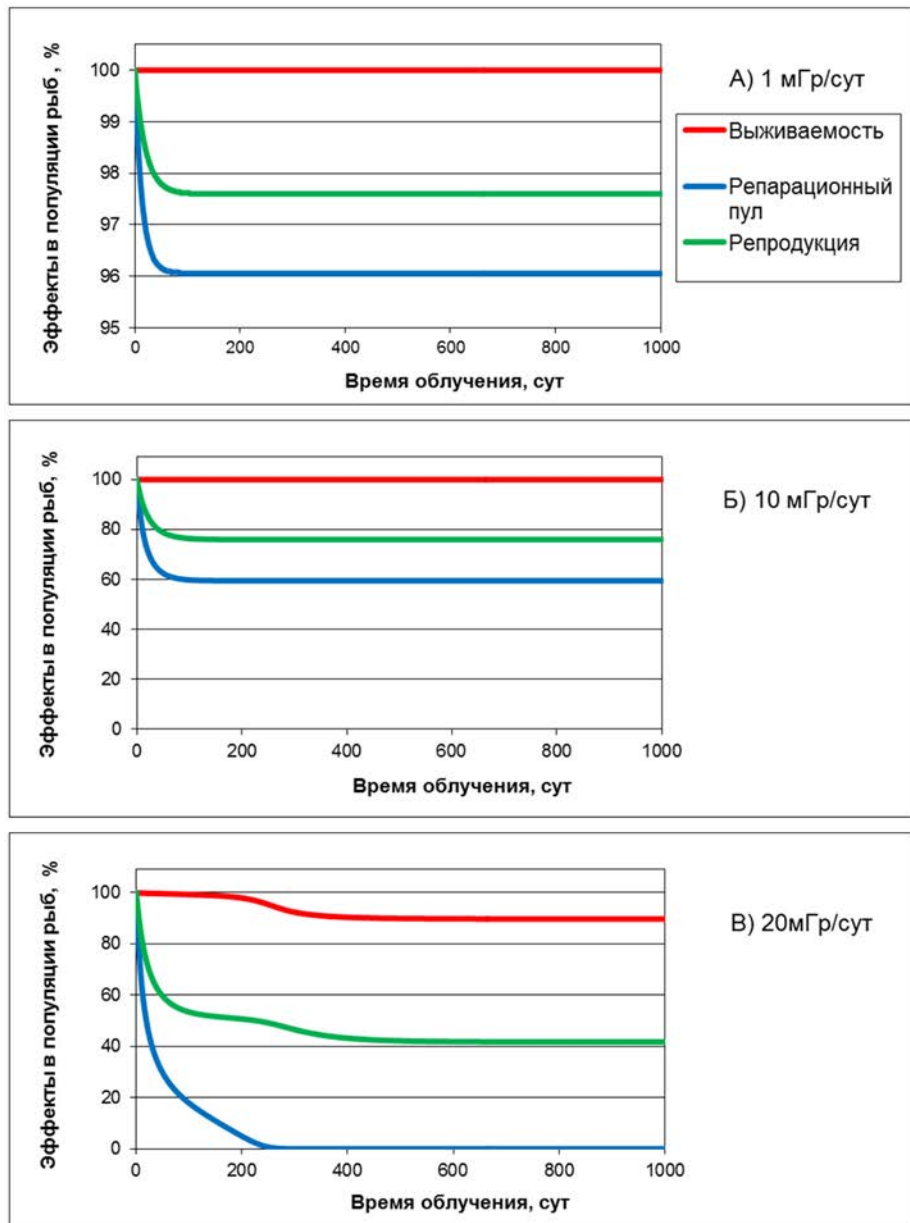 Эффекты в популяции рыб , %
100
99
98
97
96
95
0
200
400
600
800
1000
Время облучения, сут
А) 1 мГр/сут
Выживаемость
Репарационный
пул
Репродукция
Эффекты в популяции рыб, %
100
80
60
40
20
0
0
200
400
600
800
1000
Время облучения, сут
Б) 10 мГр/сут
Эффекты в популяции рыб, %
100
80
60
40
20
0
0
200
400
600
800
1000
Время облучения, сут
В) 20мГр/сут